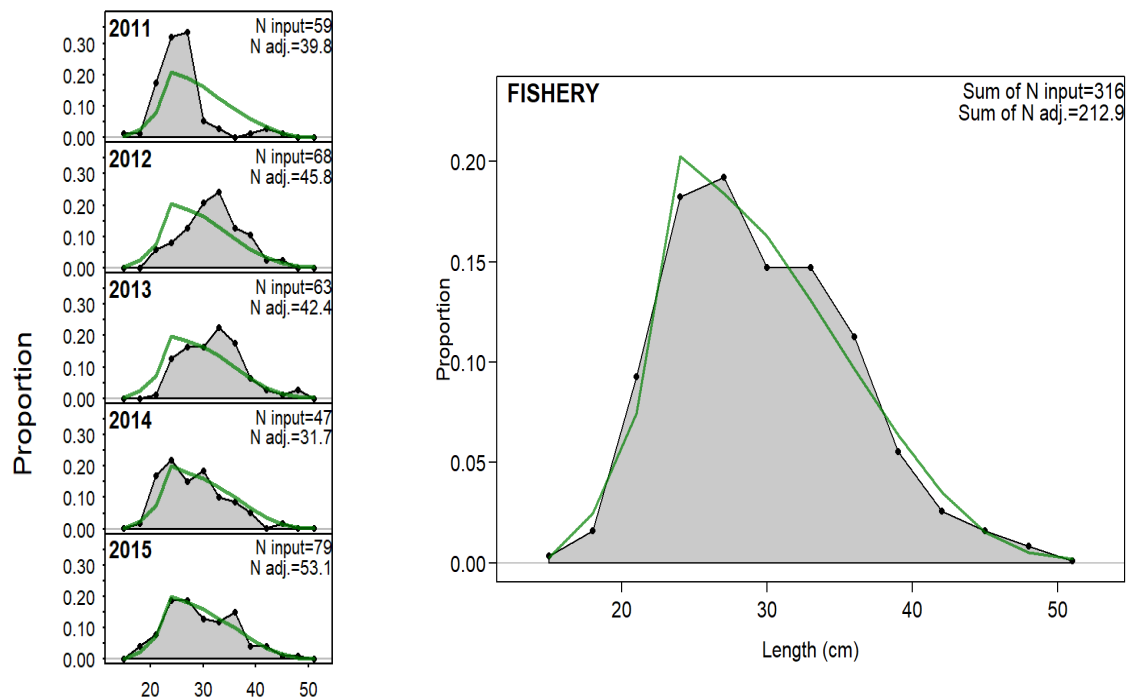 Proportion
2011
N input=59
N adj.=39.8
0.30
0.20
0.10
0.00
2012
N input=68
N adj.=45.8
0.30
0.20
0.10
0.00
2013
N input=63
N adj.=42.4
0.30
0.20
0.10
0.00
2014
N input=47
N adj.=31.7
0.30
0.20
0.10
0.00
2015
N input=79
N adj.=53.1
0.30
0.20
0.10
0.00
20 30 40 50
FISHERY
Sum of N input=316
Sum of N adj.=212.9
Proportion
0.20
0.15
0.10
0.05
0.00
20 30 40 50
Length (cm)